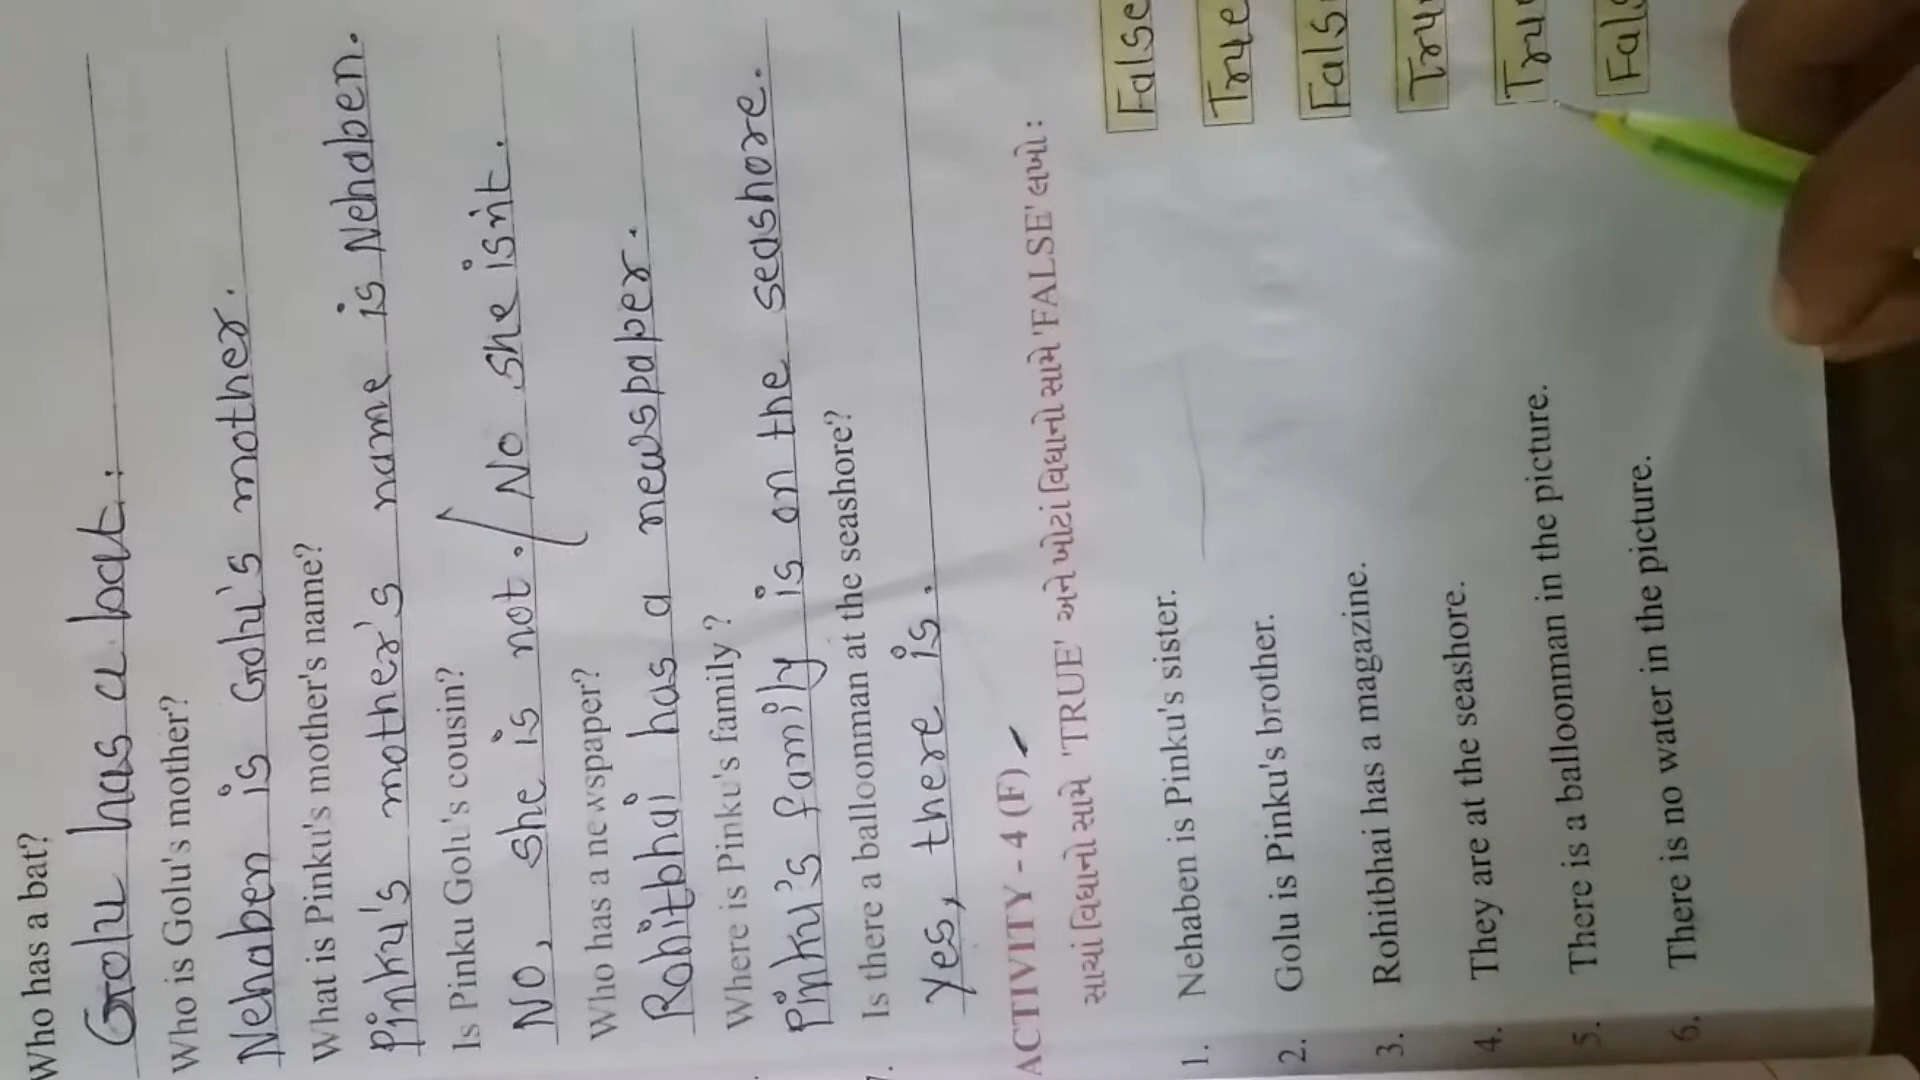 Who has a bat?
Golu has a bat.
Who is Golu's mother?
Nehaben is Golu's mother.
What is Pinku's mother's name?
Pinku's mother's name is Nehaben.
Is Pinku Golu's cousin?
No, she is not. / No she isn't.
Who has a newspaper?
Rohitbhai has a newspaper.
Where is Pinku's family?
Pinku's family is on the seashore.
Is there a balloonman at the seashore?
Yes, there is.
ACTIVITY - 4 (F)
સાચાં વિધાનો સામે 'TRUE' અને ખોટાં વિધાનો સામે 'FALSE' લખો :
1. Nehaben is Pinku's sister. False
2. Golu is Pinku's brother. True
3. Rohitbhai has a magazine. Fals
4. They are at the seashore. Tru
5. There is a balloonman in the picture. Tru
6. There is no water in the picture. Fals